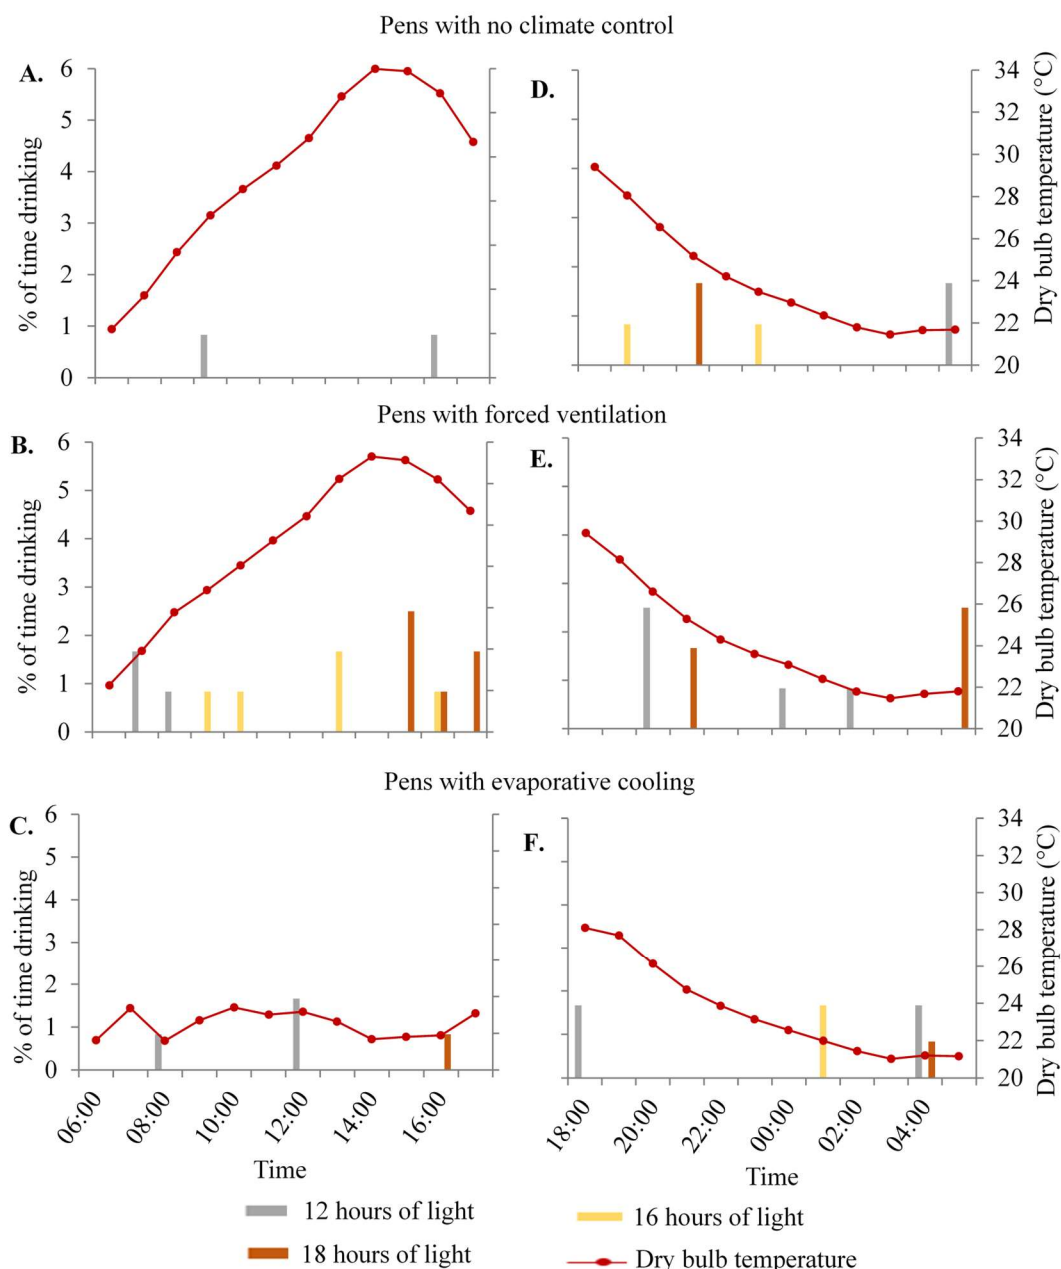 Pens with no climate control
A.
6
5
4
3
2
1
0
% of time drinking
D.
34
32
30
28
26
24
22
20
Dry bulb temperature (°C)
Pens with forced ventilation
B.
6
5
4
3
2
1
0
% of time drinking
E.
34
32
30
28
26
24
22
20
Dry bulb temperature (°C)
Pens with evaporative cooling
C.
6
5
4
3
2
1
0
% of time drinking
06:00
08:00
10:00
12:00
14:00
16:00
Time
F.
34
32
30
28
26
24
22
20
Dry bulb temperature (°C)
18:00
20:00
22:00
00:00
02:00
04:00
Time
12 hours of light
16 hours of light
18 hours of light
Dry bulb temperature